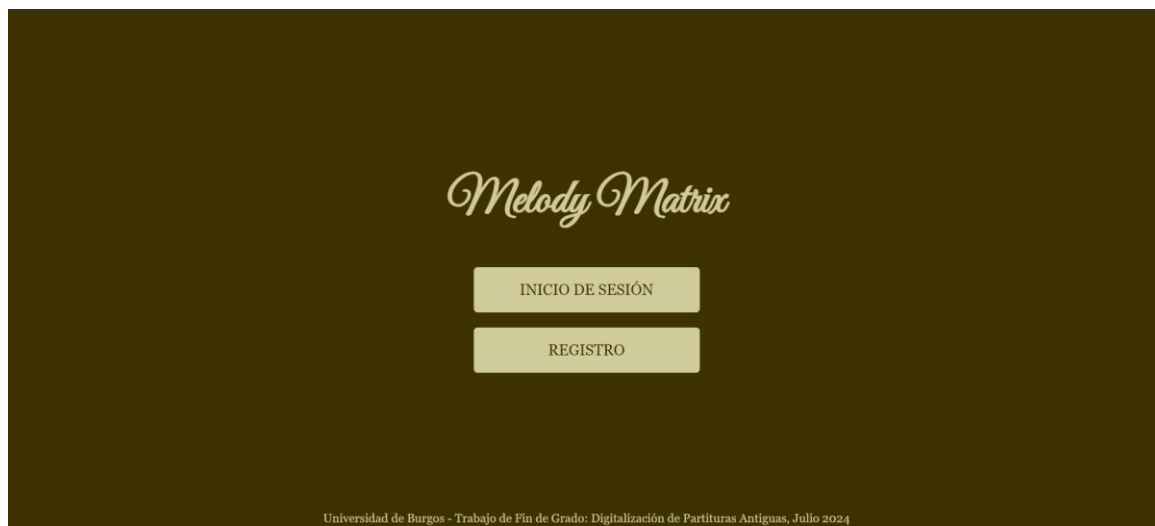 Melody Matrix
INICIO DE SESIÓN
REGISTRO
Universidad de Burgos - Trabajo de Fin de Grado: Digitalización de Partituras Antiguas, Julio 2024